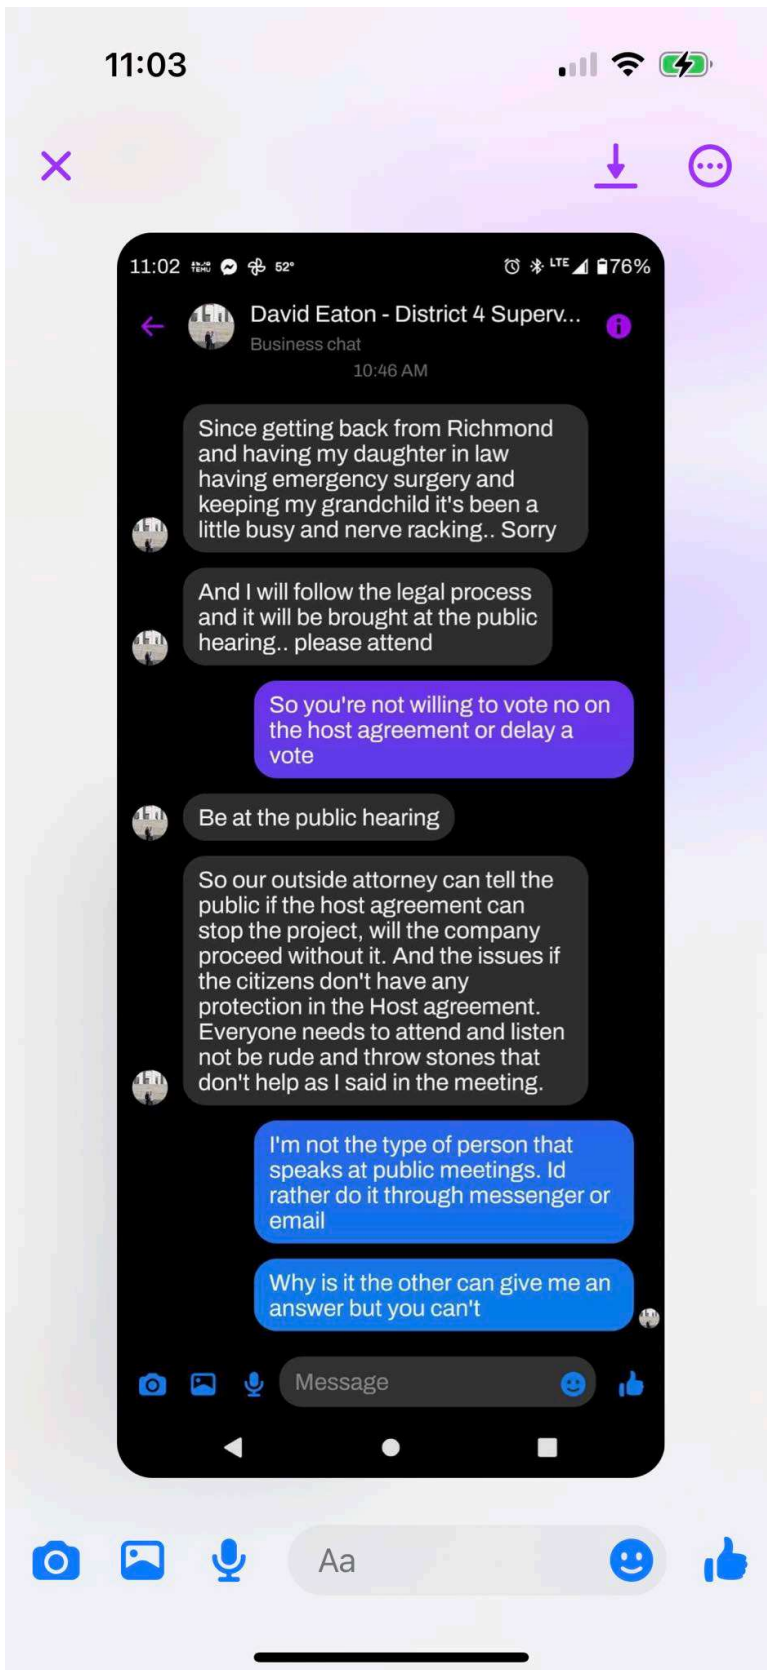 11:03
11:02
TEMU
52°
LTE
76%
David Eaton - District 4 Superv...
Business chat
10:46 AM
Since getting back from Richmond
and having my daughter in law
having emergency surgery and
keeping my grandchild it's been a
little busy and nerve racking.. Sorry
And I will follow the legal process
and it will be brought at the public
hearing.. please attend
So you're not willing to vote no on
the host agreement or delay a
vote
Be at the public hearing
So our outside attorney can tell the
public if the host agreement can
stop the project, will the company
proceed without it. And the issues if
the citizens don't have any
protection in the Host agreement.
Everyone needs to attend and listen
not be rude and throw stones that
don't help as I said in the meeting.
I'm not the type of person that
speaks at public meetings. Id
rather do it through messenger or
email
Why is it the other can give me an
answer but you can't
Message
Aa